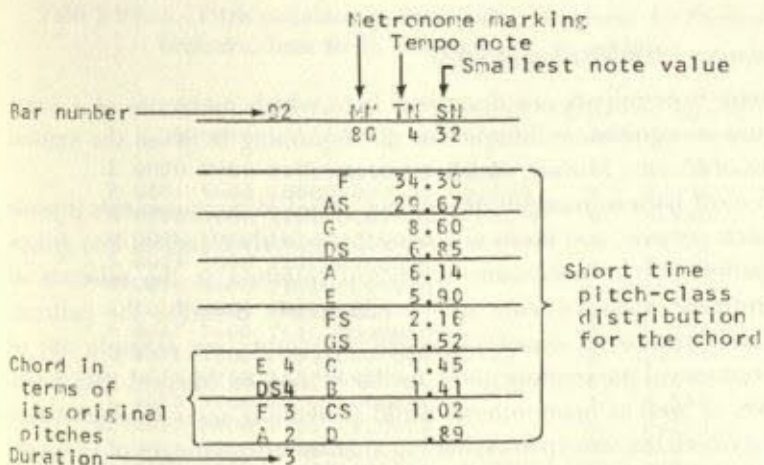 Metronome marking
Tempo note
Smallest note value
Bar number 92 TN SN
80 4 32
F 34.30
AS 29.67
G 8.60
DS 6.85
A 6.14
E 5.90
Short time
pitch-class
distribution
for the chord
FS 2.16
GS 1.52
Chord in
terms of
its original
pitches
E 4 C .45
DS4 B 1.41
F 3 CS .02
A 2 D .89
Duration 3